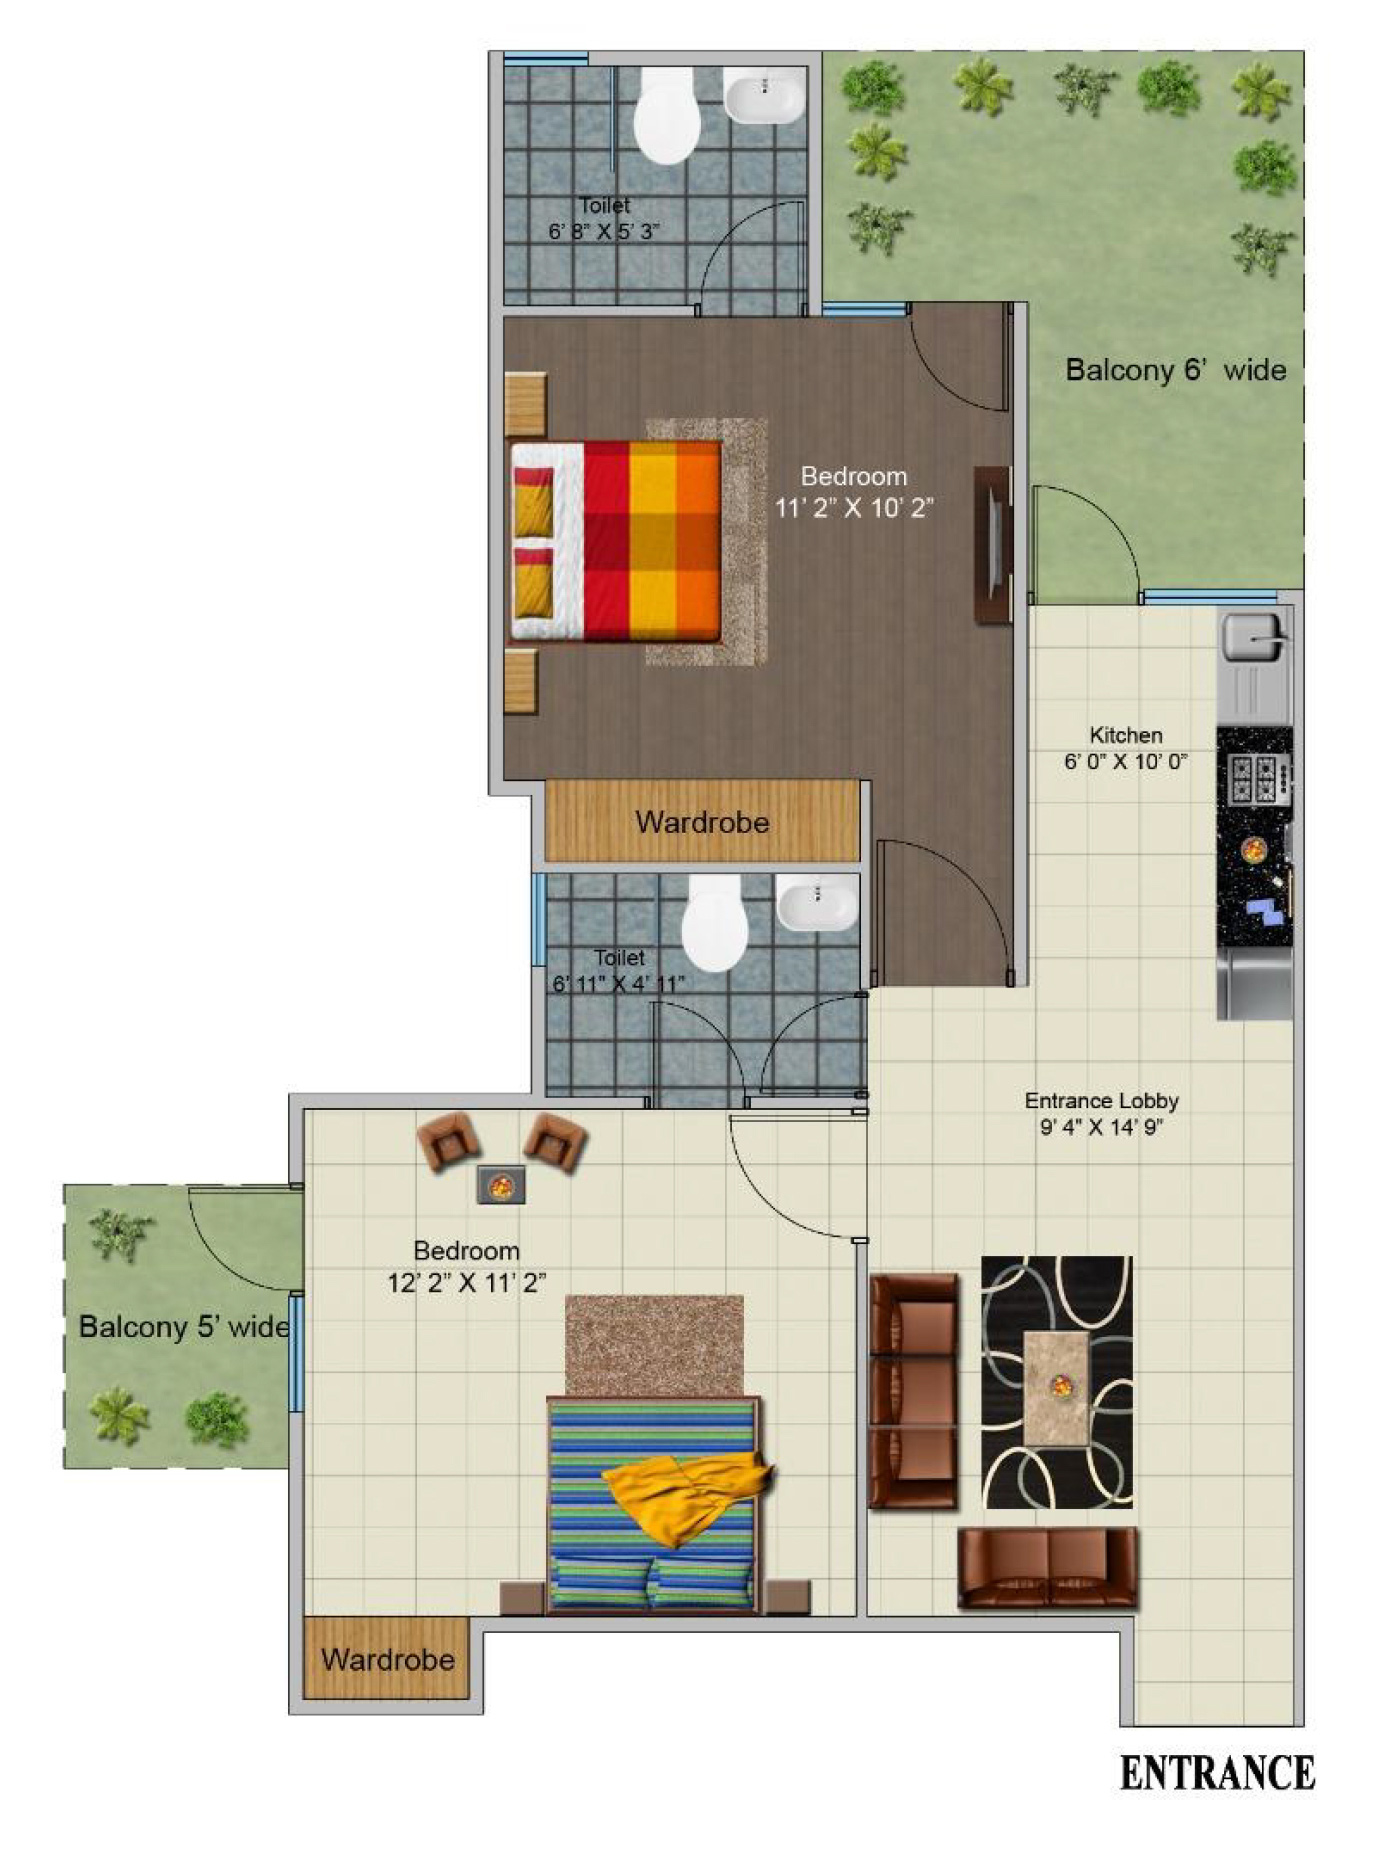 Toilet
6' 8” X 5' 3”
Balcony 6'  wide
Bedroom
11' 2” X 10' 2”
Kitchen
6' 0” X 10' 0”
Wardrobe
Toilet
6' 11" X 4' 11”
Entrance Lobby
9' 4" X 14' 9”
Bedroom
12' 2” X 11' 2”
Balcony 5' wide
Wardrobe
ENTRANCE